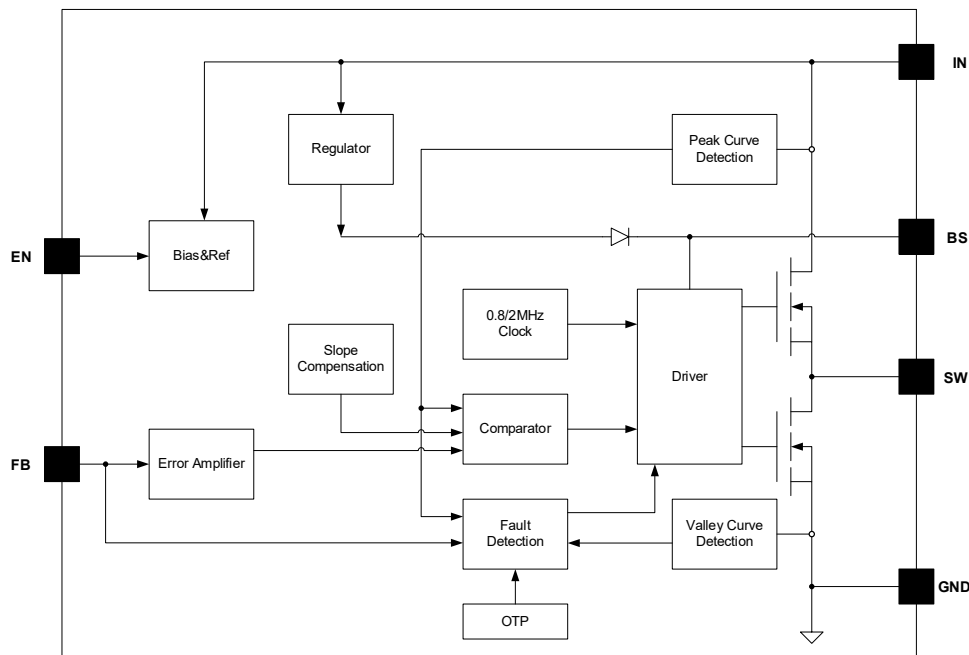 IN
Regulator
Peak Curve
Detection
EN
Bias&Ref
BS
0.8/2MHz
Clock
Slope
Compensation
Driver
SW
Comparator
FB
Error Amplifier
Fault
Detection
Valley Curve
Detection
GND
OTP